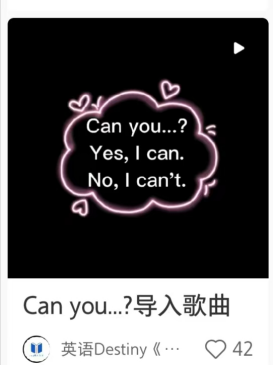 Can you...?
Yes, I can.
No, I can't.
Can you...?导入歌曲
英语Destiny《 ···
42